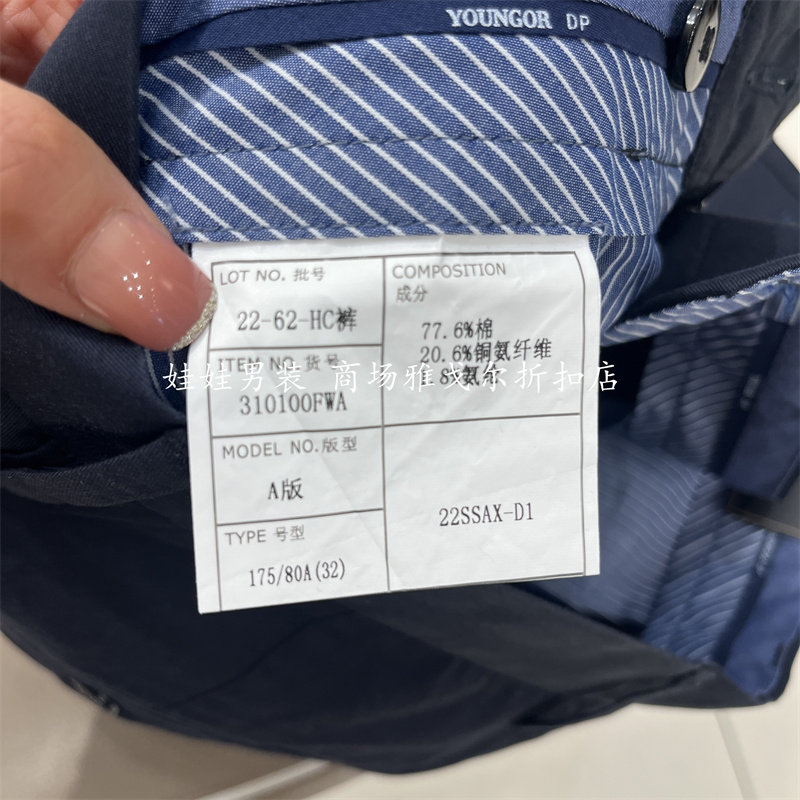 YOUNGOR DP
LOT NO. 批号
22-62-HC裤
ITEM NO. 货号
310100FWA
MODEL NO.版型
A版
TYPE 号型
175/80A(32)
COMPOSITION
成分
77.6%棉
20.6%铜氨纤维
22SSAX-D1
娃娃男装 商场雅戈尔折扣店
YOUNGOR